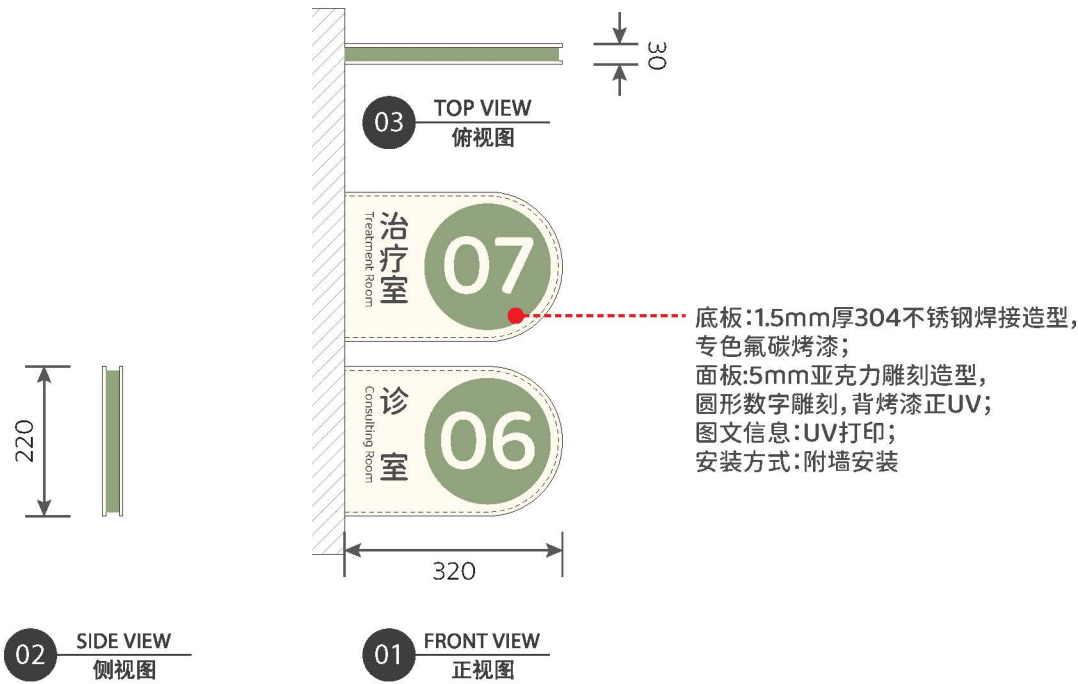 30
03
TOP VIEW
俯视图
治疗室
Treatment Room
07
诊 室
Consulting Room
06
底板:1.5mm厚304不锈钢焊接造型,
专色氟碳烤漆;
面板:5mm亚克力雕刻造型,
圆形数字雕刻,背烤漆正UV;
图文信息:UV打印;
安装方式:附墙安装
220
320
02
SIDE VIEW
侧视图
01
FRONT VIEW
正视图